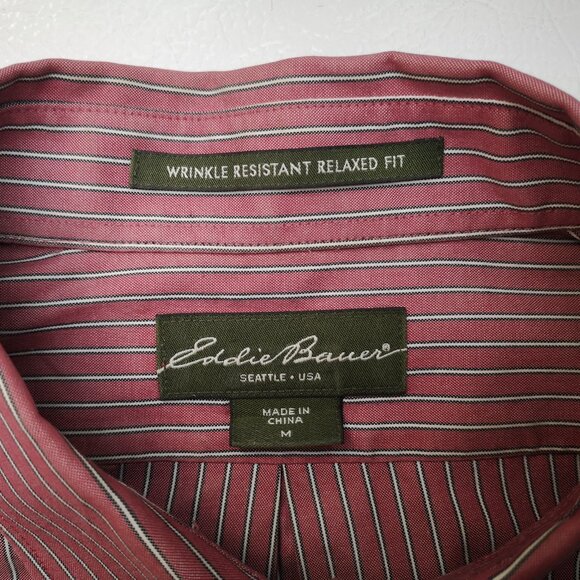 WRINKLE RESISTANT RELAXED FIT
Eddie Bauer®
SEATTLE • USA
MADE IN
CHINA
M